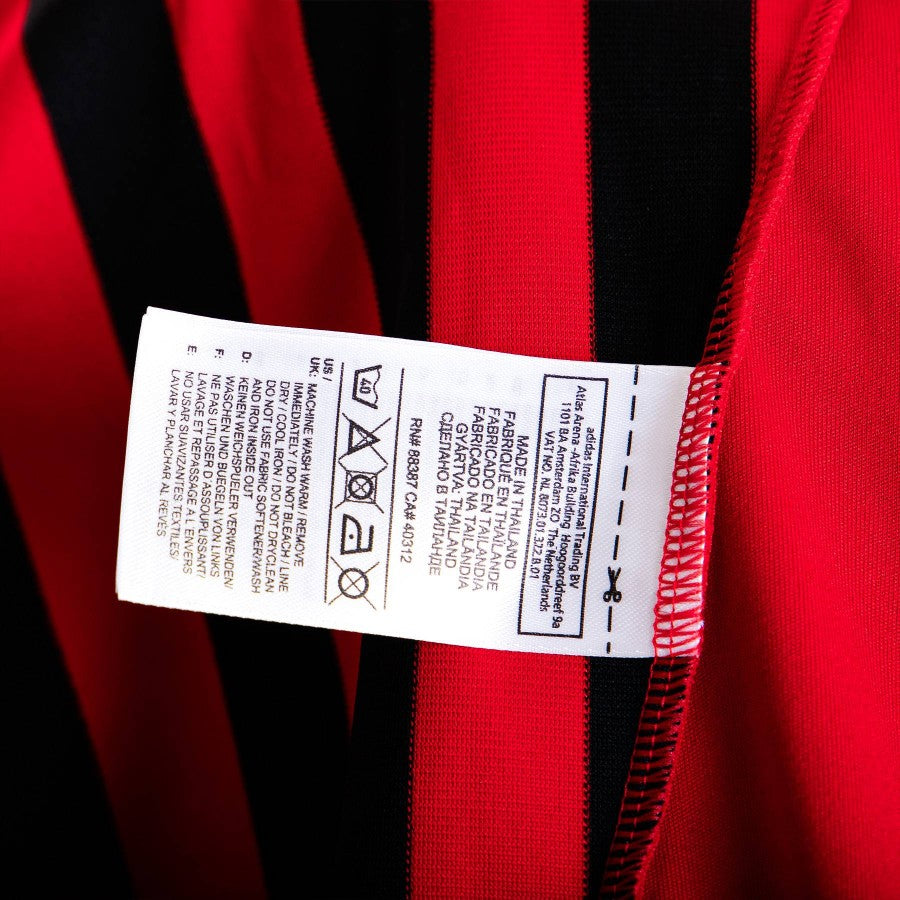 adidas International Trading BV
Atlas Arena -Afrika Building Hoogoorddreef 9a
1101 BA Amsterdam ZO The Netherlands
VAT NO. NL 8073.01.322.B.01
MADE IN THAILAND
FABRIQUÉ EN THAÏLANDE
FABRICADO EN TAILANDIA
FABRICADO NA TAILÂNDIA
GYÁRTVA: THAILAND
СДЕЛАНО В ТАИЛАНДЕ
RN# 88387 CA# 40312
40
US /
UK: MACHINE WASH WARM / REMOVE
IMMEDIATELY / DO NOT BLEACH / LINE
DRY / COOL IRON / DO NOT DRYCLEAN
DO NOT USE FABRIC SOFTENER/WASH
AND IRON INSIDE OUT
D: KEINEN WEICHSPUELER VERWENDEN/
WASCHEN UND BUEGELN VON LINKS
F: NE PAS UTILISER D'ASSOUPLISSANT/
LAVAGE ET REPASSAGE A L'ENVERS
E: NO USAR SUAVIZANTES TEXTILES/
LAVAR Y PLANCHAR AL REVÉS